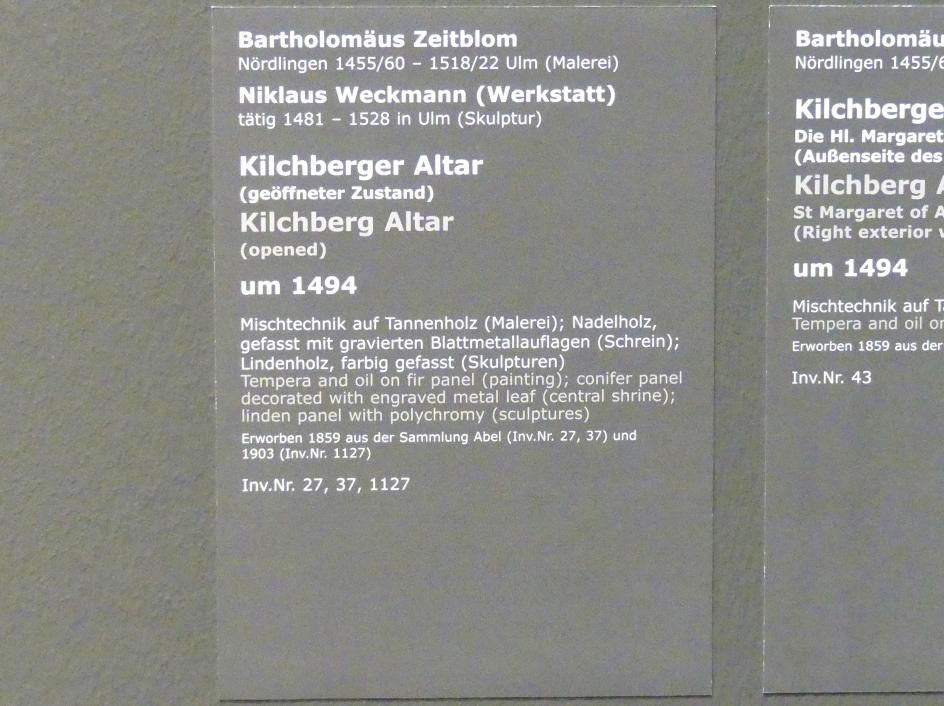 Bartholomäus Zeitblom
Nördlingen 1455/60 – 1518/22 Ulm (Malerei)
Niklaus Weckmann (Werkstatt)
tätig 1481 – 1528 in Ulm (Skulptur)
Kilchberger Altar
(geöffneter Zustand)
Kilchberg Altar
(opened)
um 1494
Mischtechnik auf Tannenholz (Malerei); Nadelholz,
gefasst mit gravierten Blattmetallauflagen (Schrein);
Lindenholz, farbig gefasst (Skulpturen)
Tempera and oil on fir panel (painting); conifer panel
decorated with engraved metal leaf (central shrine);
linden panel with polychromy (sculptures)
Erworben 1859 aus der Sammlung Abel (Inv.Nr. 27, 37) und
1903 (Inv.Nr. 1127)
Inv.Nr. 27, 37, 1127
Bartholomäu
Nördlingen 1455/6
Kilchberge
Die Hl. Margaret
(Außenseite des
Kilchberg A
St Margaret of A
(Right exterior w
um 1494
Mischtechnik auf Ta
Tempera and oil on
Erworben 1859 aus der
Inv.Nr. 43